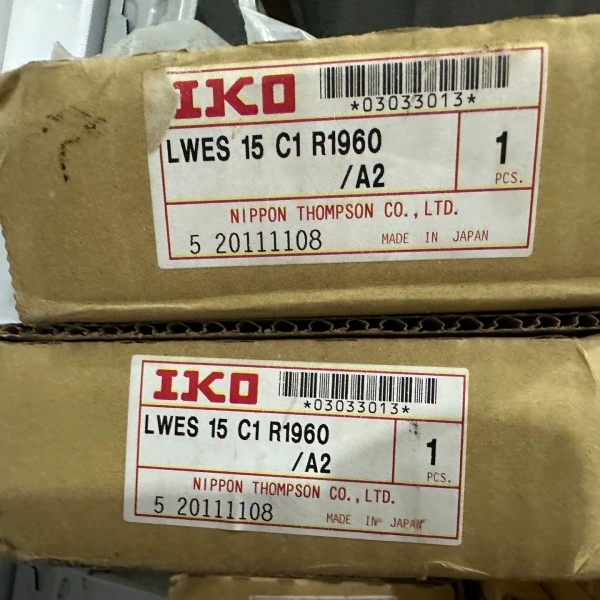 IKO
*03033013*
LWES 15 C1 R1960
/A2
1
PCS.
NIPPON THOMPSON CO.,LTD.
5 20111108
MADE IN JAPAN
IKO
*03033013*
LWES 15 C1 R1960
/A2
1
PCS.
NIPPON THOMPSON CO.,LTD.
5 20111108
MADE IN JAPAN